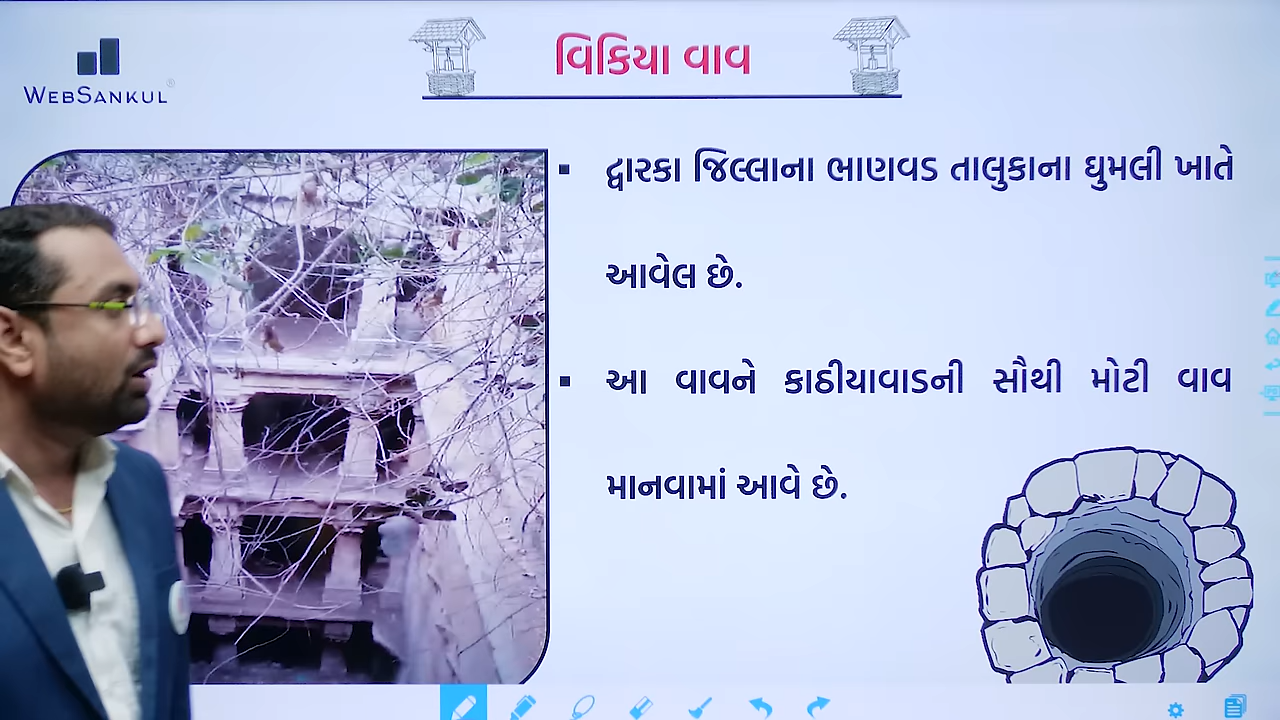 WEBSANKUL
વિકિયા વાવ
દ્વારકા જિલ્લાના ભાણવડ તાલુકાના ઘુમલી ખાતે
આવેલ છે.
આ વાવને કાઠીયાવાડની સૌથી મોટી વાવ
માનવામાં આવે છે.